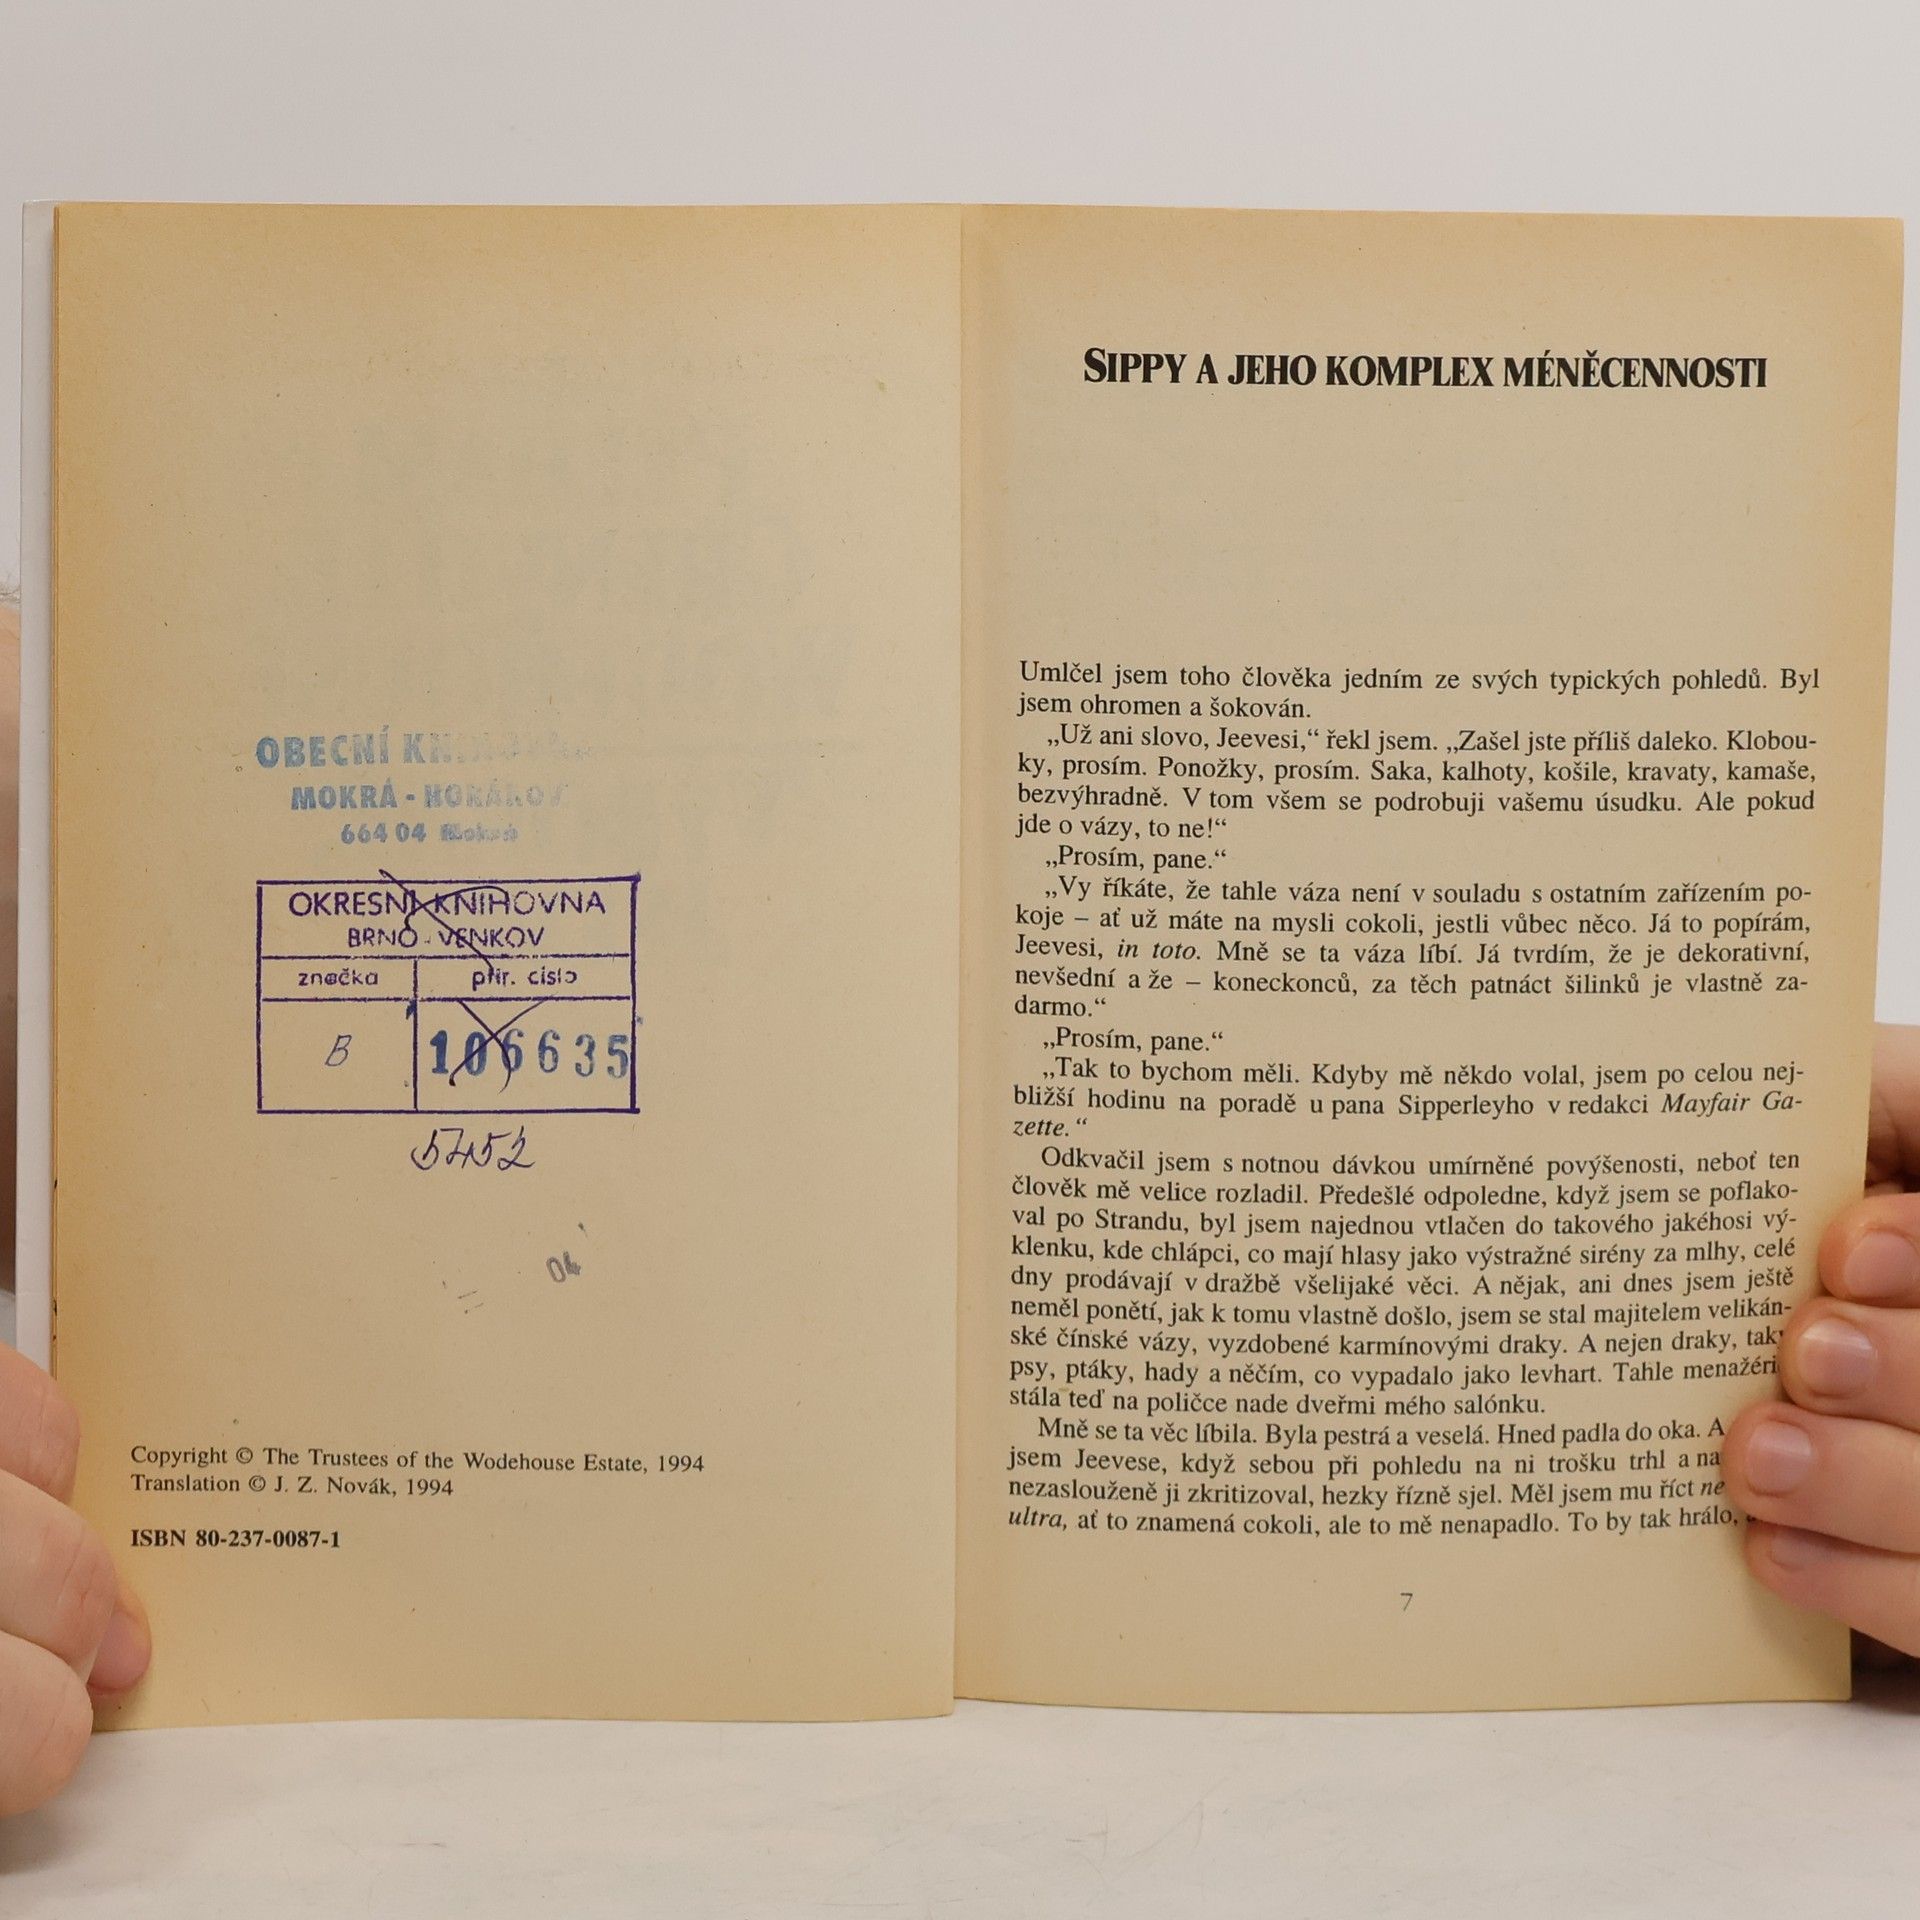 OBECNÍ
MOKRÁ - HORÁKOV
664 04 Mokrá
OKRESNÍ KNIHOVNA
BRNO - VENKOV
značka
přír. číslo
B
106635
5452
04
Copyright © The Trustees of the Wodehouse Estate, 1994
Translation © J. Z. Novák, 1994
ISBN 80-237-0087-1
SIPPY A JEHO KOMPLEX MÉNĚCENNOSTI
Umlčel jsem toho člověka jedním ze svých typických pohledů. Byl
jsem ohromen a šokován.
„Už ani slovo, Jeevesi,“ řekl jsem. „Zašel jste příliš daleko. Klobou-
ky, prosím. Ponožky, prosím. Saka, kalhoty, košile, kravaty, kamaše,
bezvýhradně. V tom všem se podrobuji vašemu úsudku. Ale pokud
jde o vázy, to ne!“
„Prosím, pane.“
„Vy říkáte, že tahle váza není v souladu s ostatním zařízením po-
koje – ať už máte na mysli cokoli, jestli vůbec něco. Já to popírám,
Jeevesi, in toto. Mně se ta váza líbí. Já tvrdím, že je dekorativní,
nevšední a že – koneckonců, za těch patnáct šilinků je vlastně za-
darmo.“
„Prosím, pane.“
„Tak to bychom měli. Kdyby mě někdo volal, jsem po celou nej-
bližší hodinu na poradě u pana Sipperleyho v redakci Mayfair Ga-
zette.“
Odkvačil jsem s notnou dávkou umírněné povýšenosti, neboť ten
člověk mě velice rozladil. Předešlé odpoledne, když jsem se poflako-
val po Strandu, byl jsem najednou vtlačen do takového jakéhosi vý-
klenku, kde chlápci, co mají hlasy jako výstražné sirény za mlhy, celé
dny prodávají v dražbě všelijaké věci. A nějak, ani dnes jsem ještě
neměl ponětí, jak k tomu vlastně došlo, jsem se stal majitelem velikán-
ské čínské vázy, vyzdobené karmínovými draky. A nejen draky, taky
psy, ptáky, hady a něčím, co vypadalo jako levhart. Tahle menažéri
stála teď na poličce nade dveřmi mého salónku.
Mně se ta věc líbila. Byla pestrá a veselá. Hned padla do oka. A
jsem Jeevese, když sebou při pohledu na ni trošku trhl a na
nezaslouženě ji zkritizoval, hezky řízně sjel. Měl jsem mu říct ne
ultra, ať to znamená cokoli, ale to mě nenapadlo. To by tak hrálo,
7